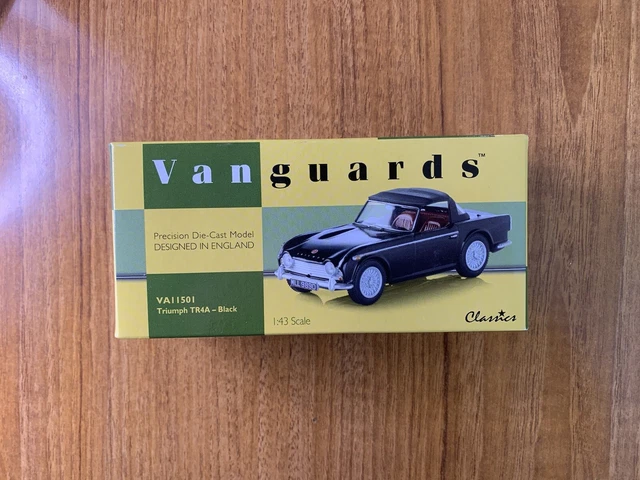 Vanguards™
Precision Die-Cast Model
DESIGNED IN ENGLAND
VA11501
Triumph TR4A – Black
1:43 Scale
Classics